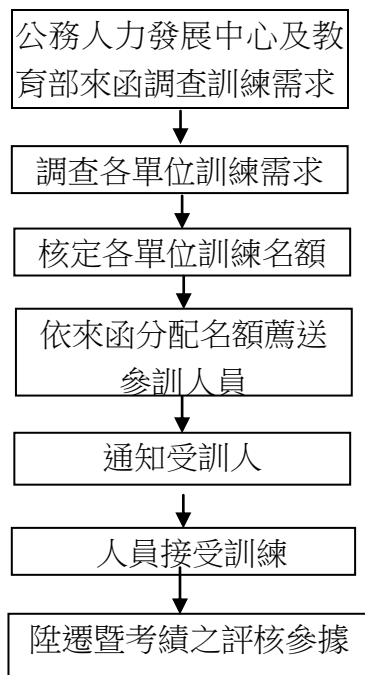 公務人力發展中心及教
育部來函調查訓練需求
調查各單位訓練需求
核定各單位訓練名額
依來函分配名額薦送
參訓人員
通知受訓人
人員接受訓練
陞遷暨考績之評核參據